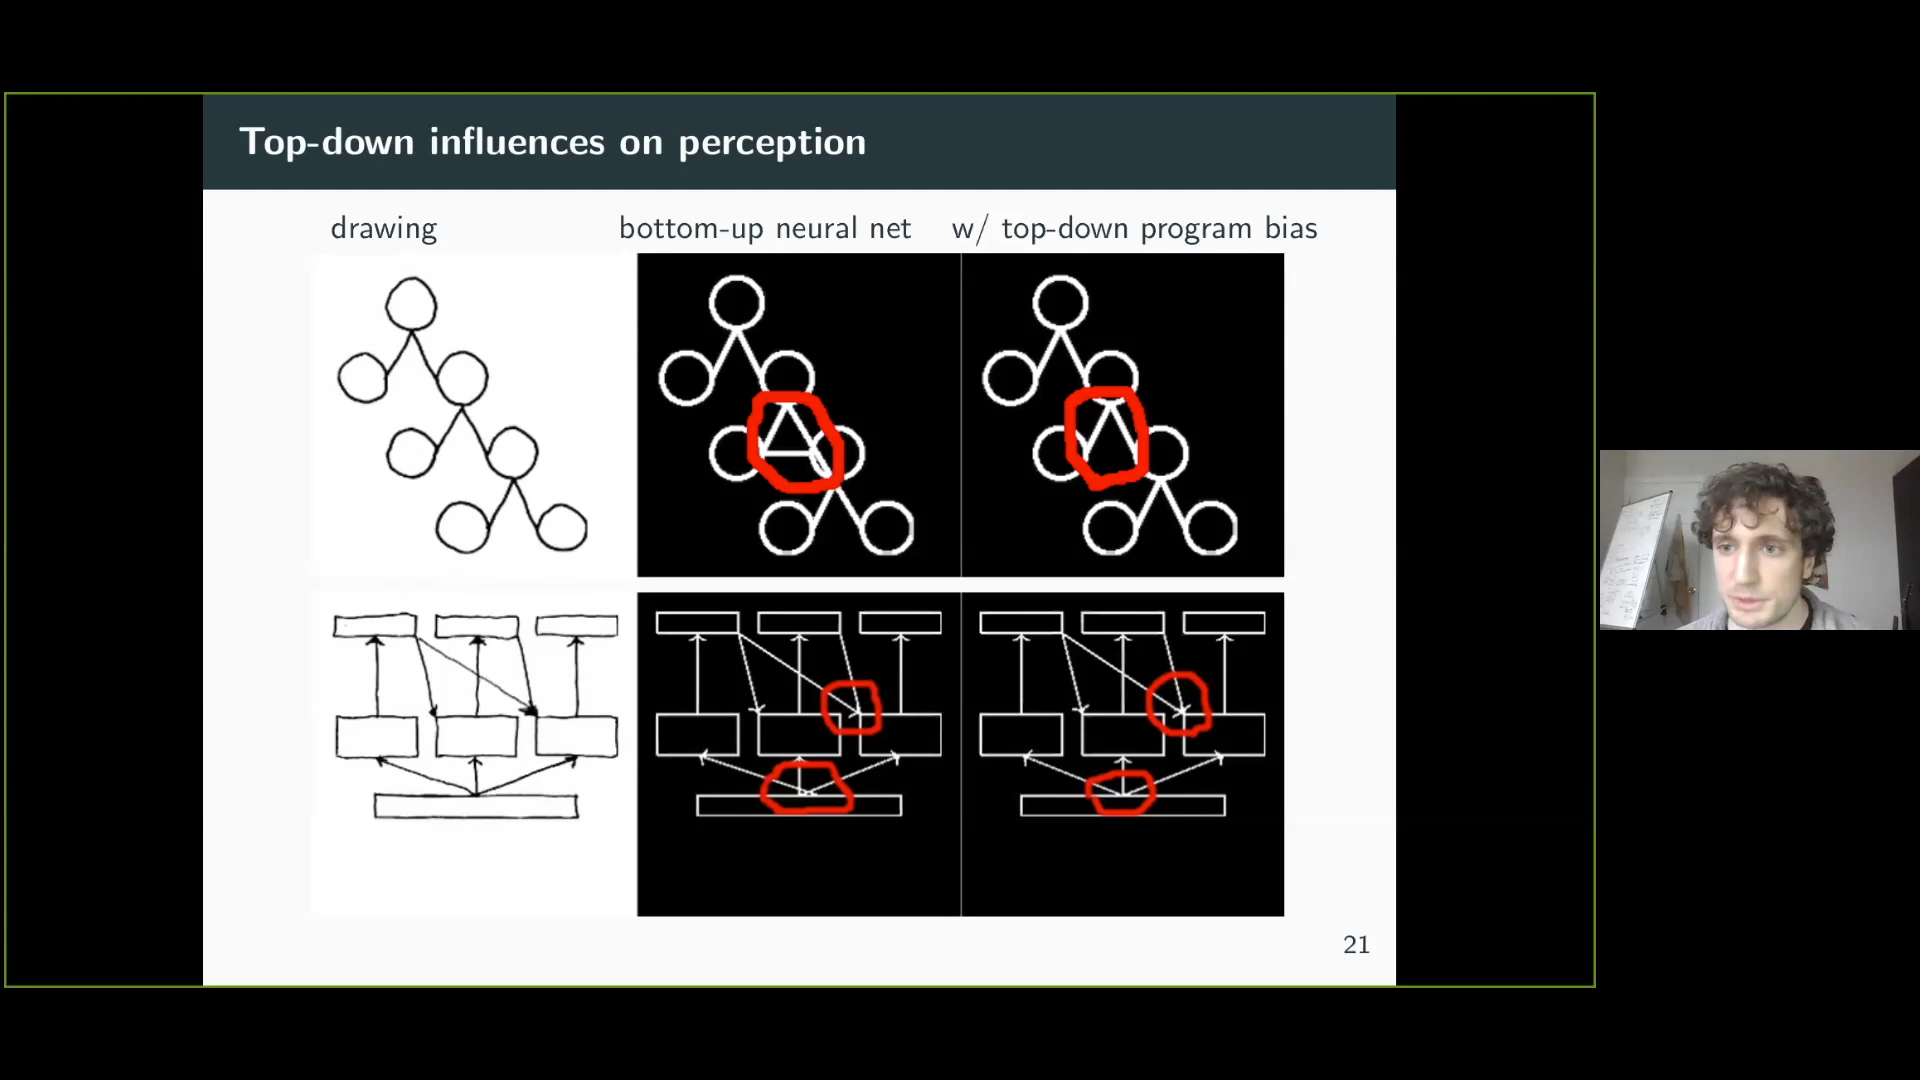 Top-down influences on perception
drawing
bottom-up neural net
w/ top-down program bias
21